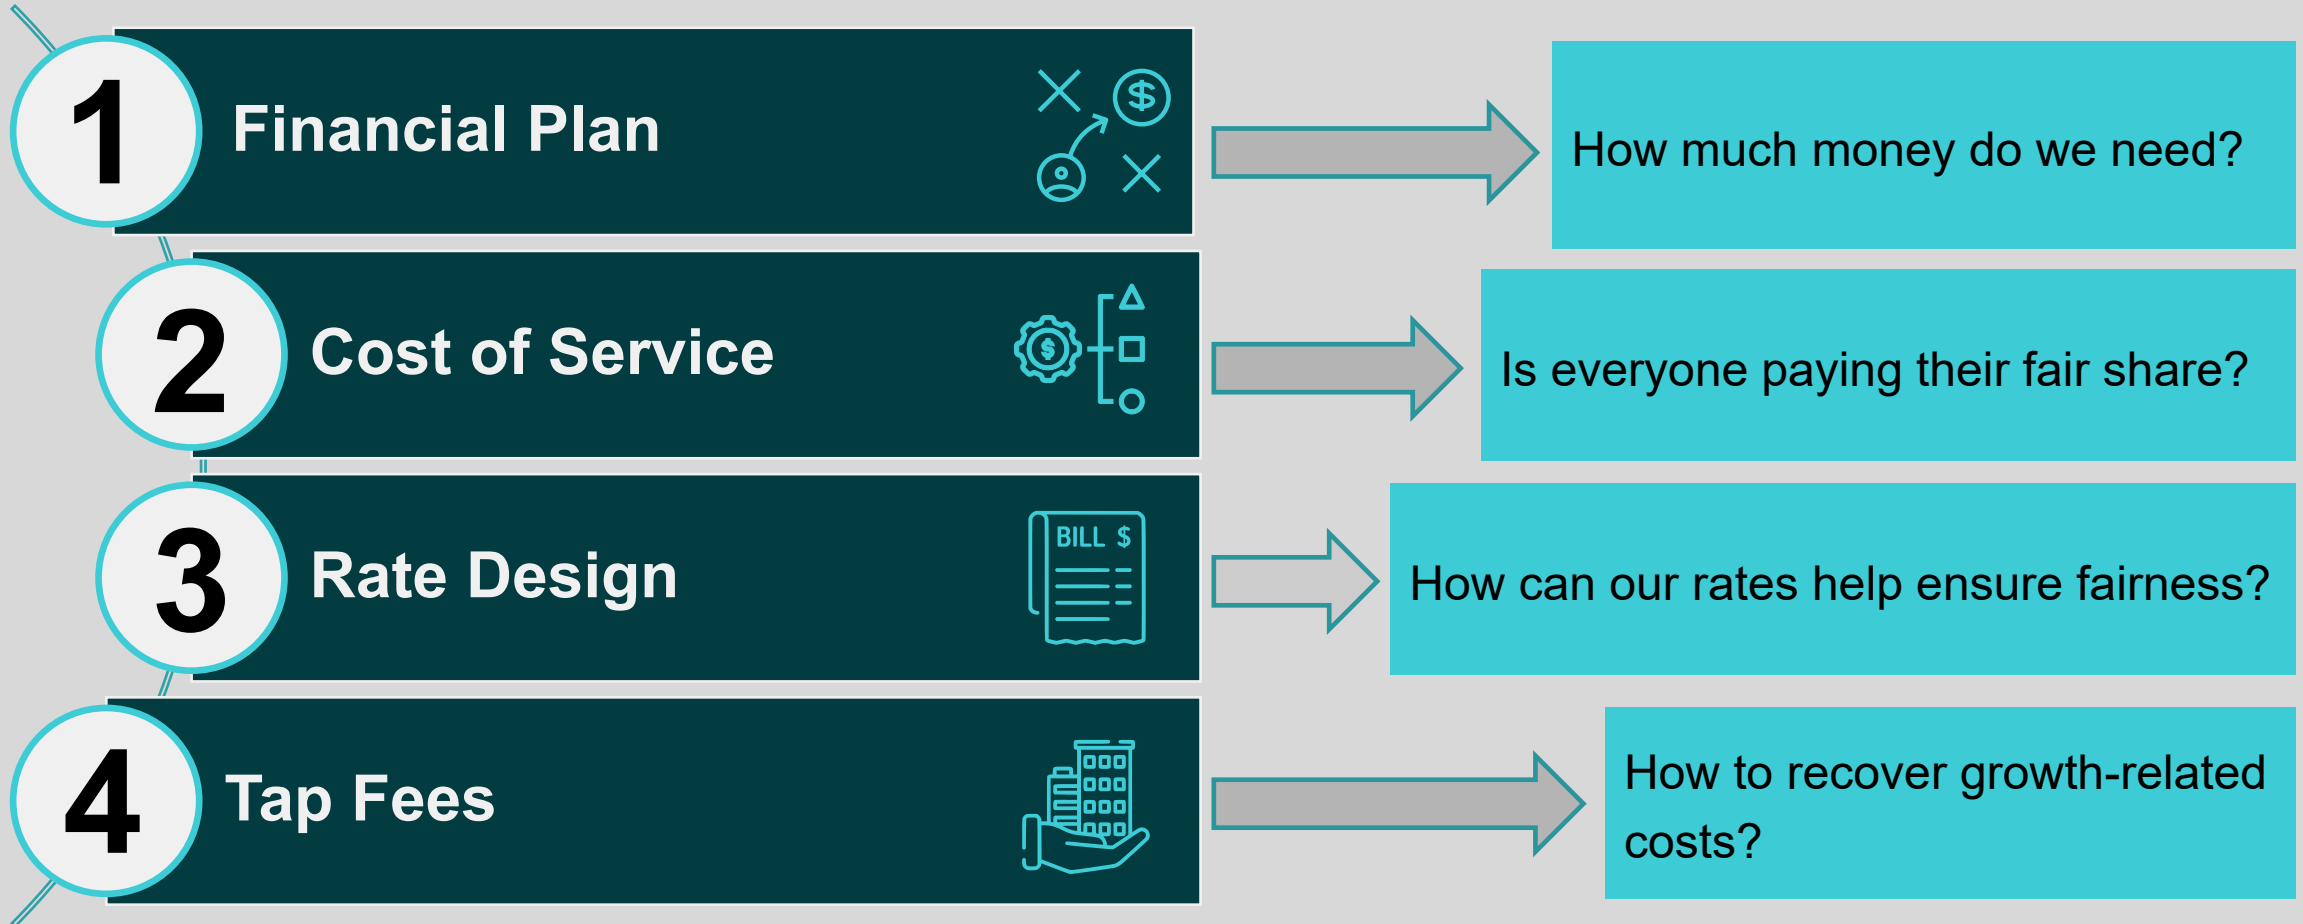 1
Financial Plan
$
How much money do we need?
2
Cost of Service
$
Is everyone paying their fair share?
3
Rate Design
BILL $
How can our rates help ensure fairness?
4
Tap Fees
How to recover growth-related
costs?